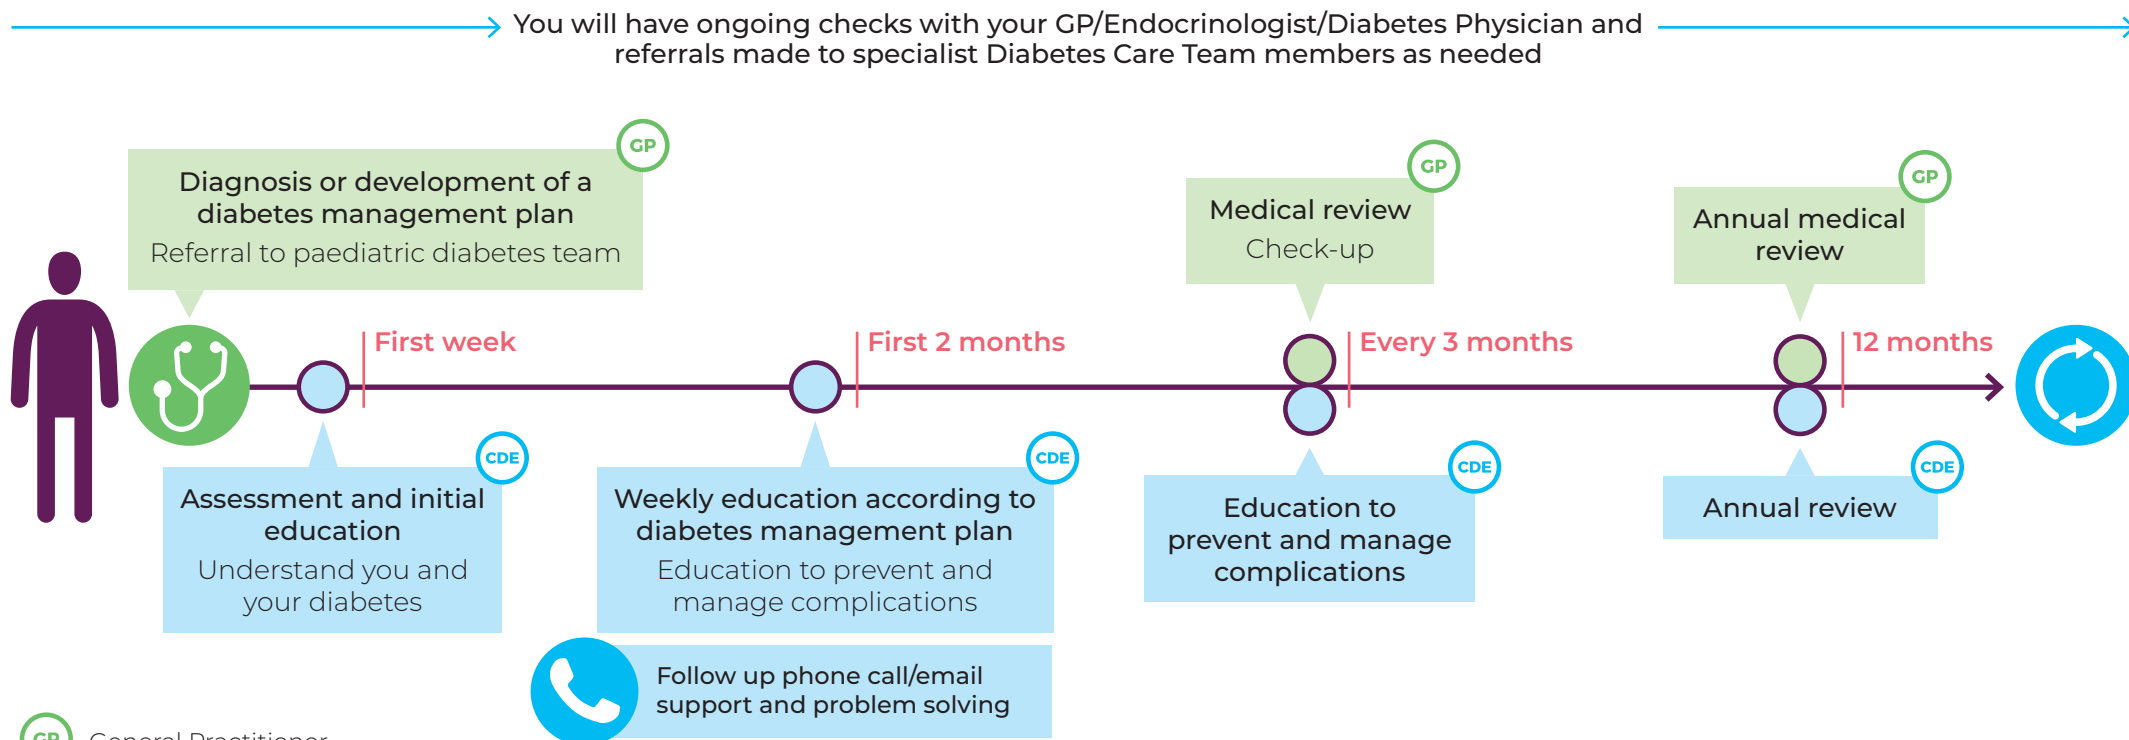 You will have ongoing checks with your GP/Endocrinologist/Diabetes Physician and
referrals made to specialist Diabetes Care Team members as needed
GP
Diagnosis or development of a
diabetes management plan
Referral to paediatric diabetes team
GP
Medical review
Check-up
GP
Annual medical
review
First week
First 2 months
Every 3 months
12 months
CDE
Assessment and initial
education
Understand you and
your diabetes
CDE
Weekly education according to
diabetes management plan
Education to prevent and
manage complications
CDE
Education to
prevent and manage
complications
CDE
Annual review
Follow up phone call/email
support and problem solving
GP General Practitioner